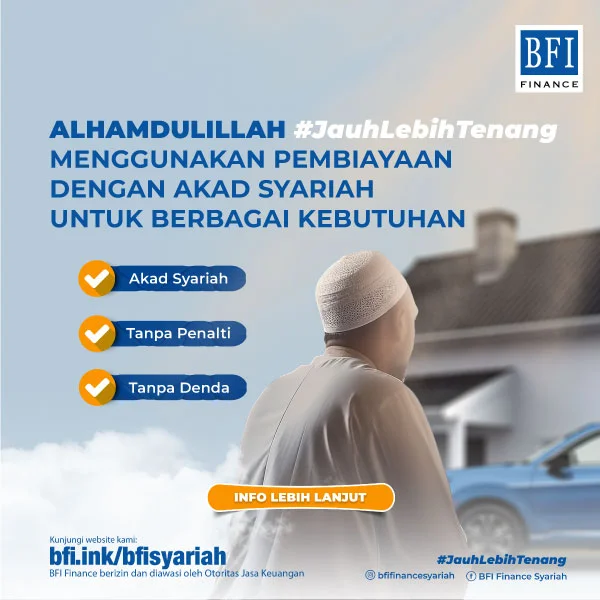 BFI
FINANCE
ALHAMDULILLAH #JauhLebihTenang
MENGGUNAKAN PEMBIAYAAN
DENGAN AKAD SYARIAH
UNTUK BERBAGAI KEBUTUHAN
Akad Syariah
Tanpa Penalti
Tanpa Denda
INFO LEBIH LANJUT
Kunjungi website kami:
bfi.ink/bfisyariah
BFI Finance berizin dan diawasi oleh Otoritas Jasa Keuangan
#JauhLebihTenang
bfifinancesyariah BFI Finance Syariah